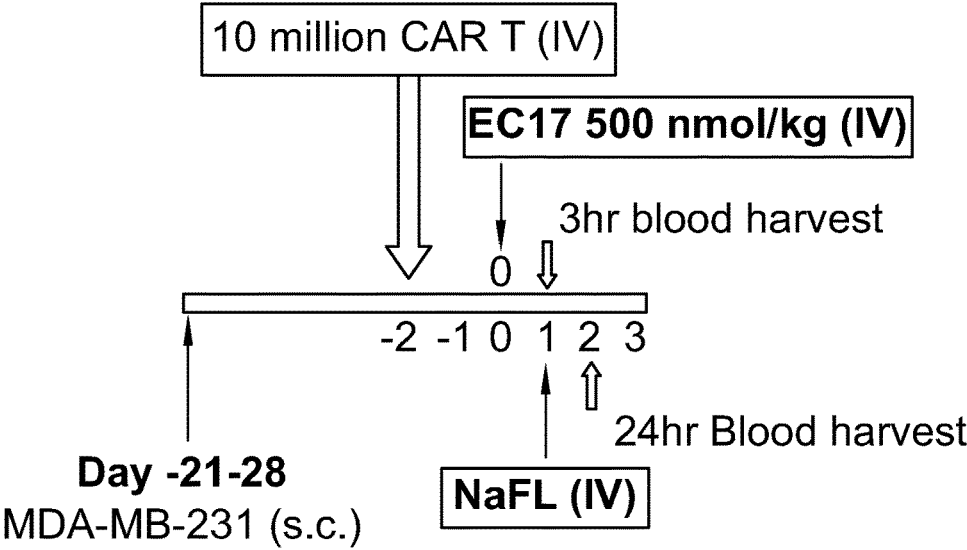 10 million CAR T (IV)
EC17 500 nmol/kg (IV)
3hr blood harvest
0
-2 -1 0 1 2 3
24hr Blood harvest
Day -21-28
MDA-MB-231 (s.c.)
NaFL (IV)